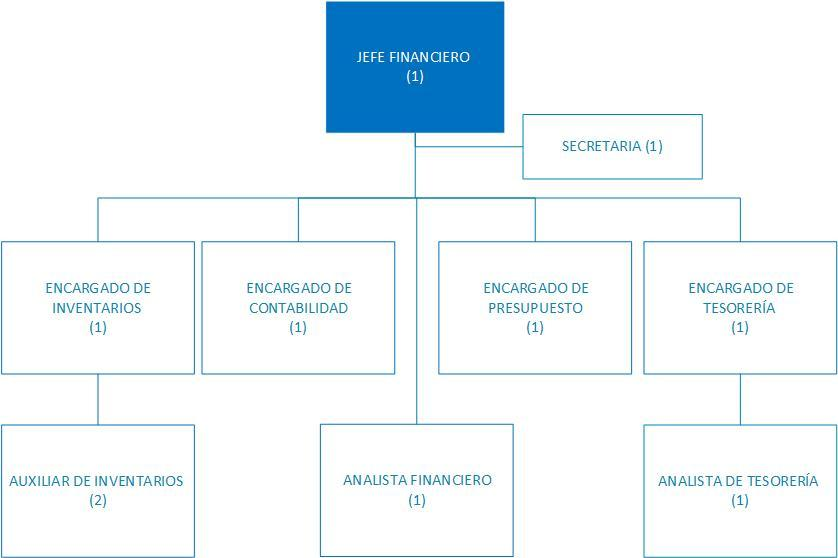 JEFE FINANCIERO
(1)
SECRETARIA (1)
ENCARGADO DE
INVENTARIOS
(1)
ENCARGADO DE
CONTABILIDAD
(1)
ENCARGADO DE
PRESUPUESTO
(1)
ENCARGADO DE
TESORERÍA
(1)
AUXILIAR DE INVENTARIOS
(2)
ANALISTA FINANCIERO
(1)
ANALISTA DE TESORERÍA
(1)